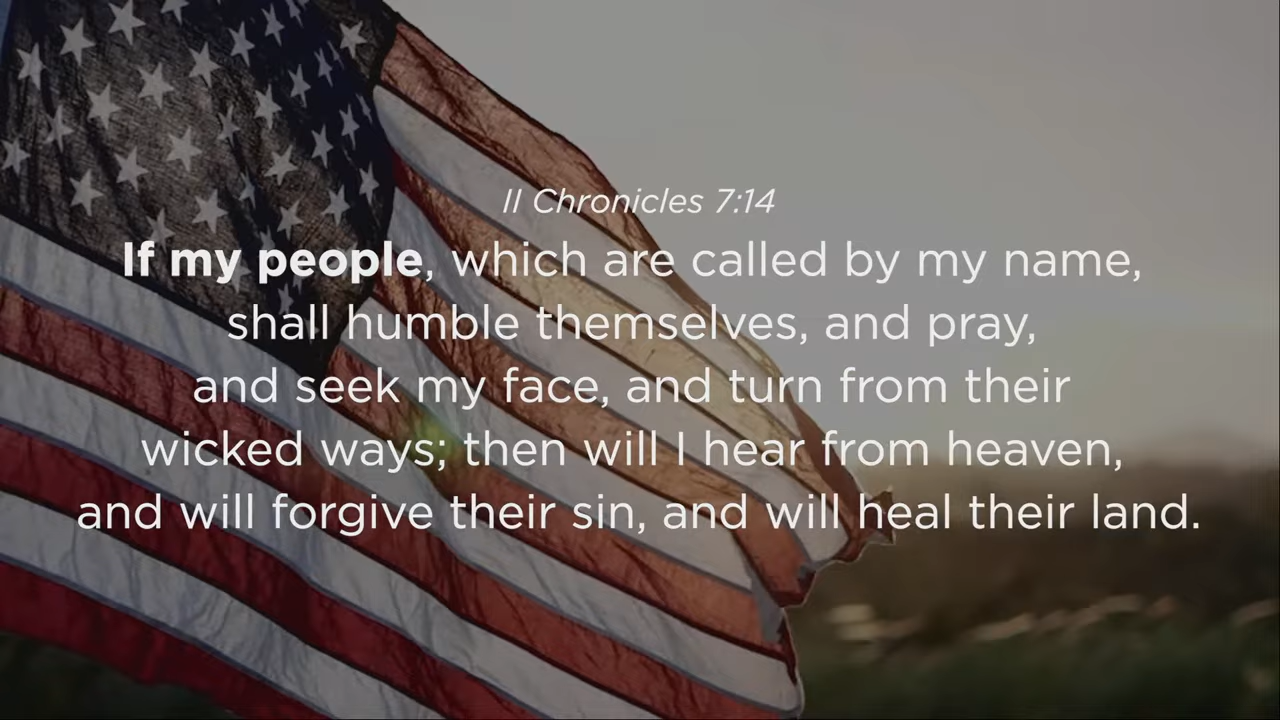 II Chronicles 7:14
If my people, which are called by my name,
shall humble themselves, and pray,
and seek my face, and turn from their
wicked ways; then will I hear from heaven,
and will forgive their sin, and will heal their land.